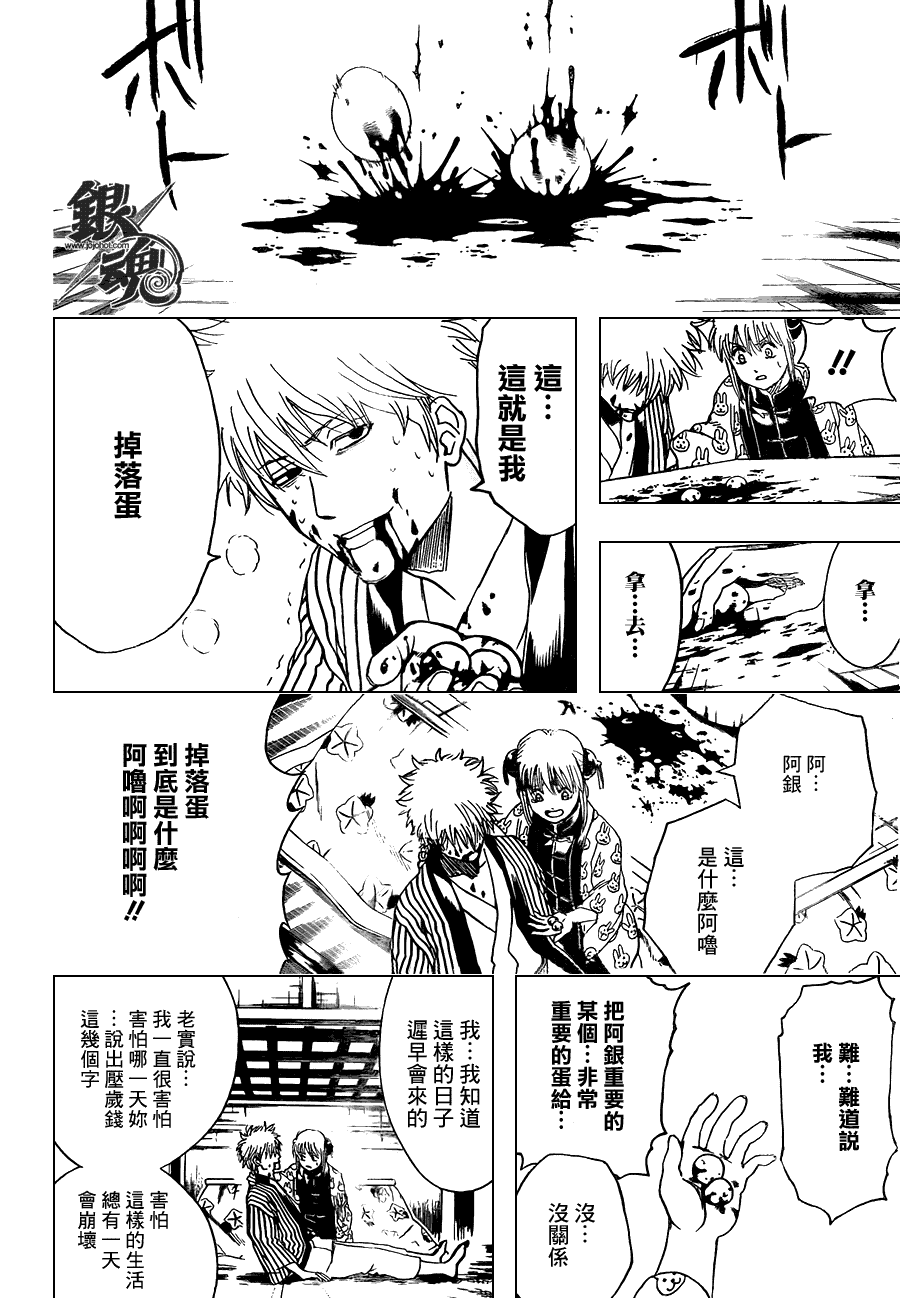 ボト
ボト
銀魂
www.jojohot.com
!!
拿…
拿…去…
這…
這就是我
掉落蛋
阿…
阿銀
這…
是什麼阿嚕
掉落蛋
到底是什麼
阿嚕啊啊啊啊!!
難…難道說
我…
把阿銀重要的
某個…非常
重要的蛋給…
沒…
沒關係
我…我知道
這樣的日子
遲早會來的
老實說…
我一直很害怕
害怕哪一天妳
…說出壓歲錢
這幾個字
害怕
這樣的生活
總有一天
會崩壞